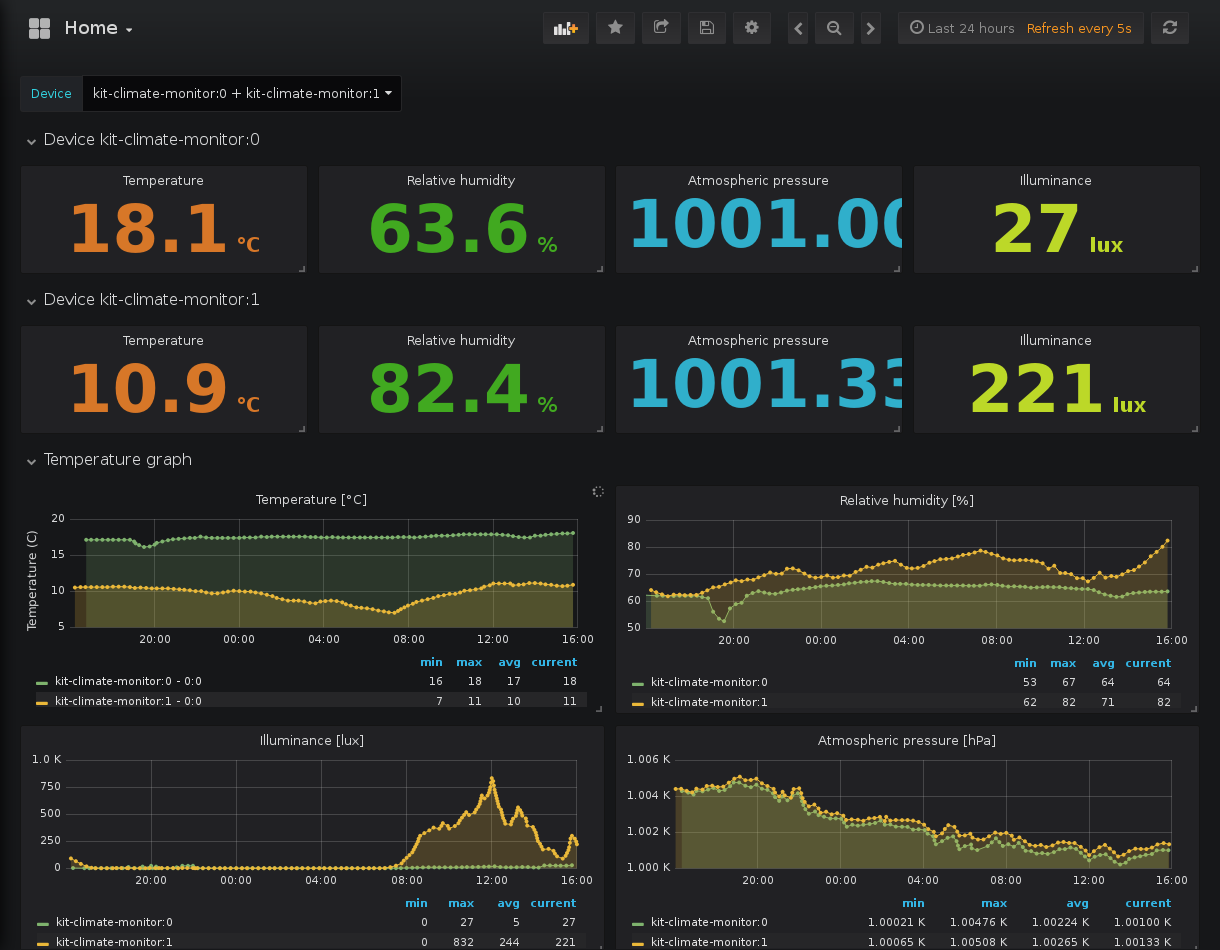 Home
Last 24 hours Refresh every 5s
Device kit-climate-monitor:0 + kit-climate-monitor:1
Device kit-climate-monitor:0
Temperature Relative humidity Atmospheric pressure Illuminance
18.1 °C 63.6 % 1001.00 27 lux
Device kit-climate-monitor:1
Temperature Relative humidity Atmospheric pressure Illuminance
10.9 °C 82.4 % 1001.33 221 lux
Temperature graph
Temperature [°C]
Temperature (C)
20
15
10
5
20:00 00:00 04:00 08:00 12:00 16:00
min max avg current
kit-climate-monitor:0 - 0:0 16 18 17 18
kit-climate-monitor:1 - 0:0 7 11 10 11
Relative humidity [%]
90
80
70
60
50
20:00 00:00 04:00 08:00 12:00 16:00
min max avg current
kit-climate-monitor:0 53 67 64 64
kit-climate-monitor:1 62 82 71 82
Illuminance [lux]
1.0 K
750
500
250
0
20:00 00:00 04:00 08:00 12:00 16:00
min max avg current
kit-climate-monitor:0 0 27 5 27
kit-climate-monitor:1 0 832 244 221
Atmospheric pressure [hPa]
1.006 K
1.004 K
1.002 K
1.000 K
20:00 00:00 04:00 08:00 12:00 16:00
min max avg current
kit-climate-monitor:0 1.00021 K 1.00476 K 1.00224 K 1.00100 K
kit-climate-monitor:1 1.00065 K 1.00508 K 1.00265 K 1.00133 K